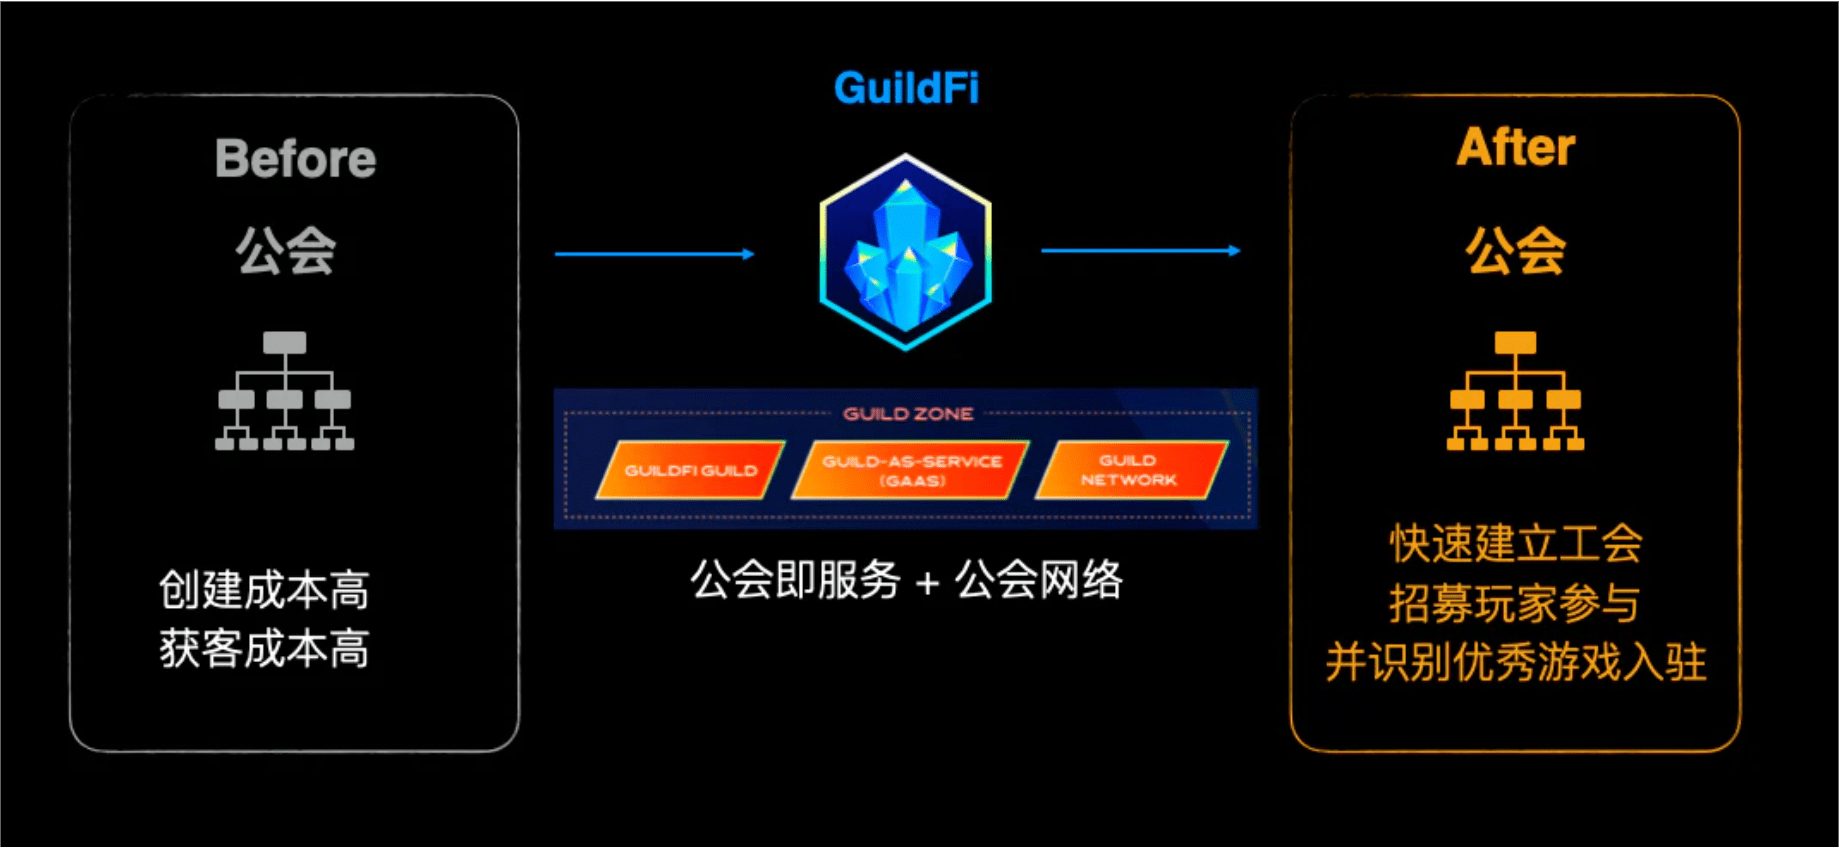 Before
公会
创建成本高
获客成本高
GuildFi
GUILD ZONE
GUILDFI GUILD
GUILD-AS-SERVICE
(GAAS)
GUILD
NETWORK
公会即服务 + 公会网络
After
公会
快速建立工会
招募玩家参与
并识别优秀游戏入驻